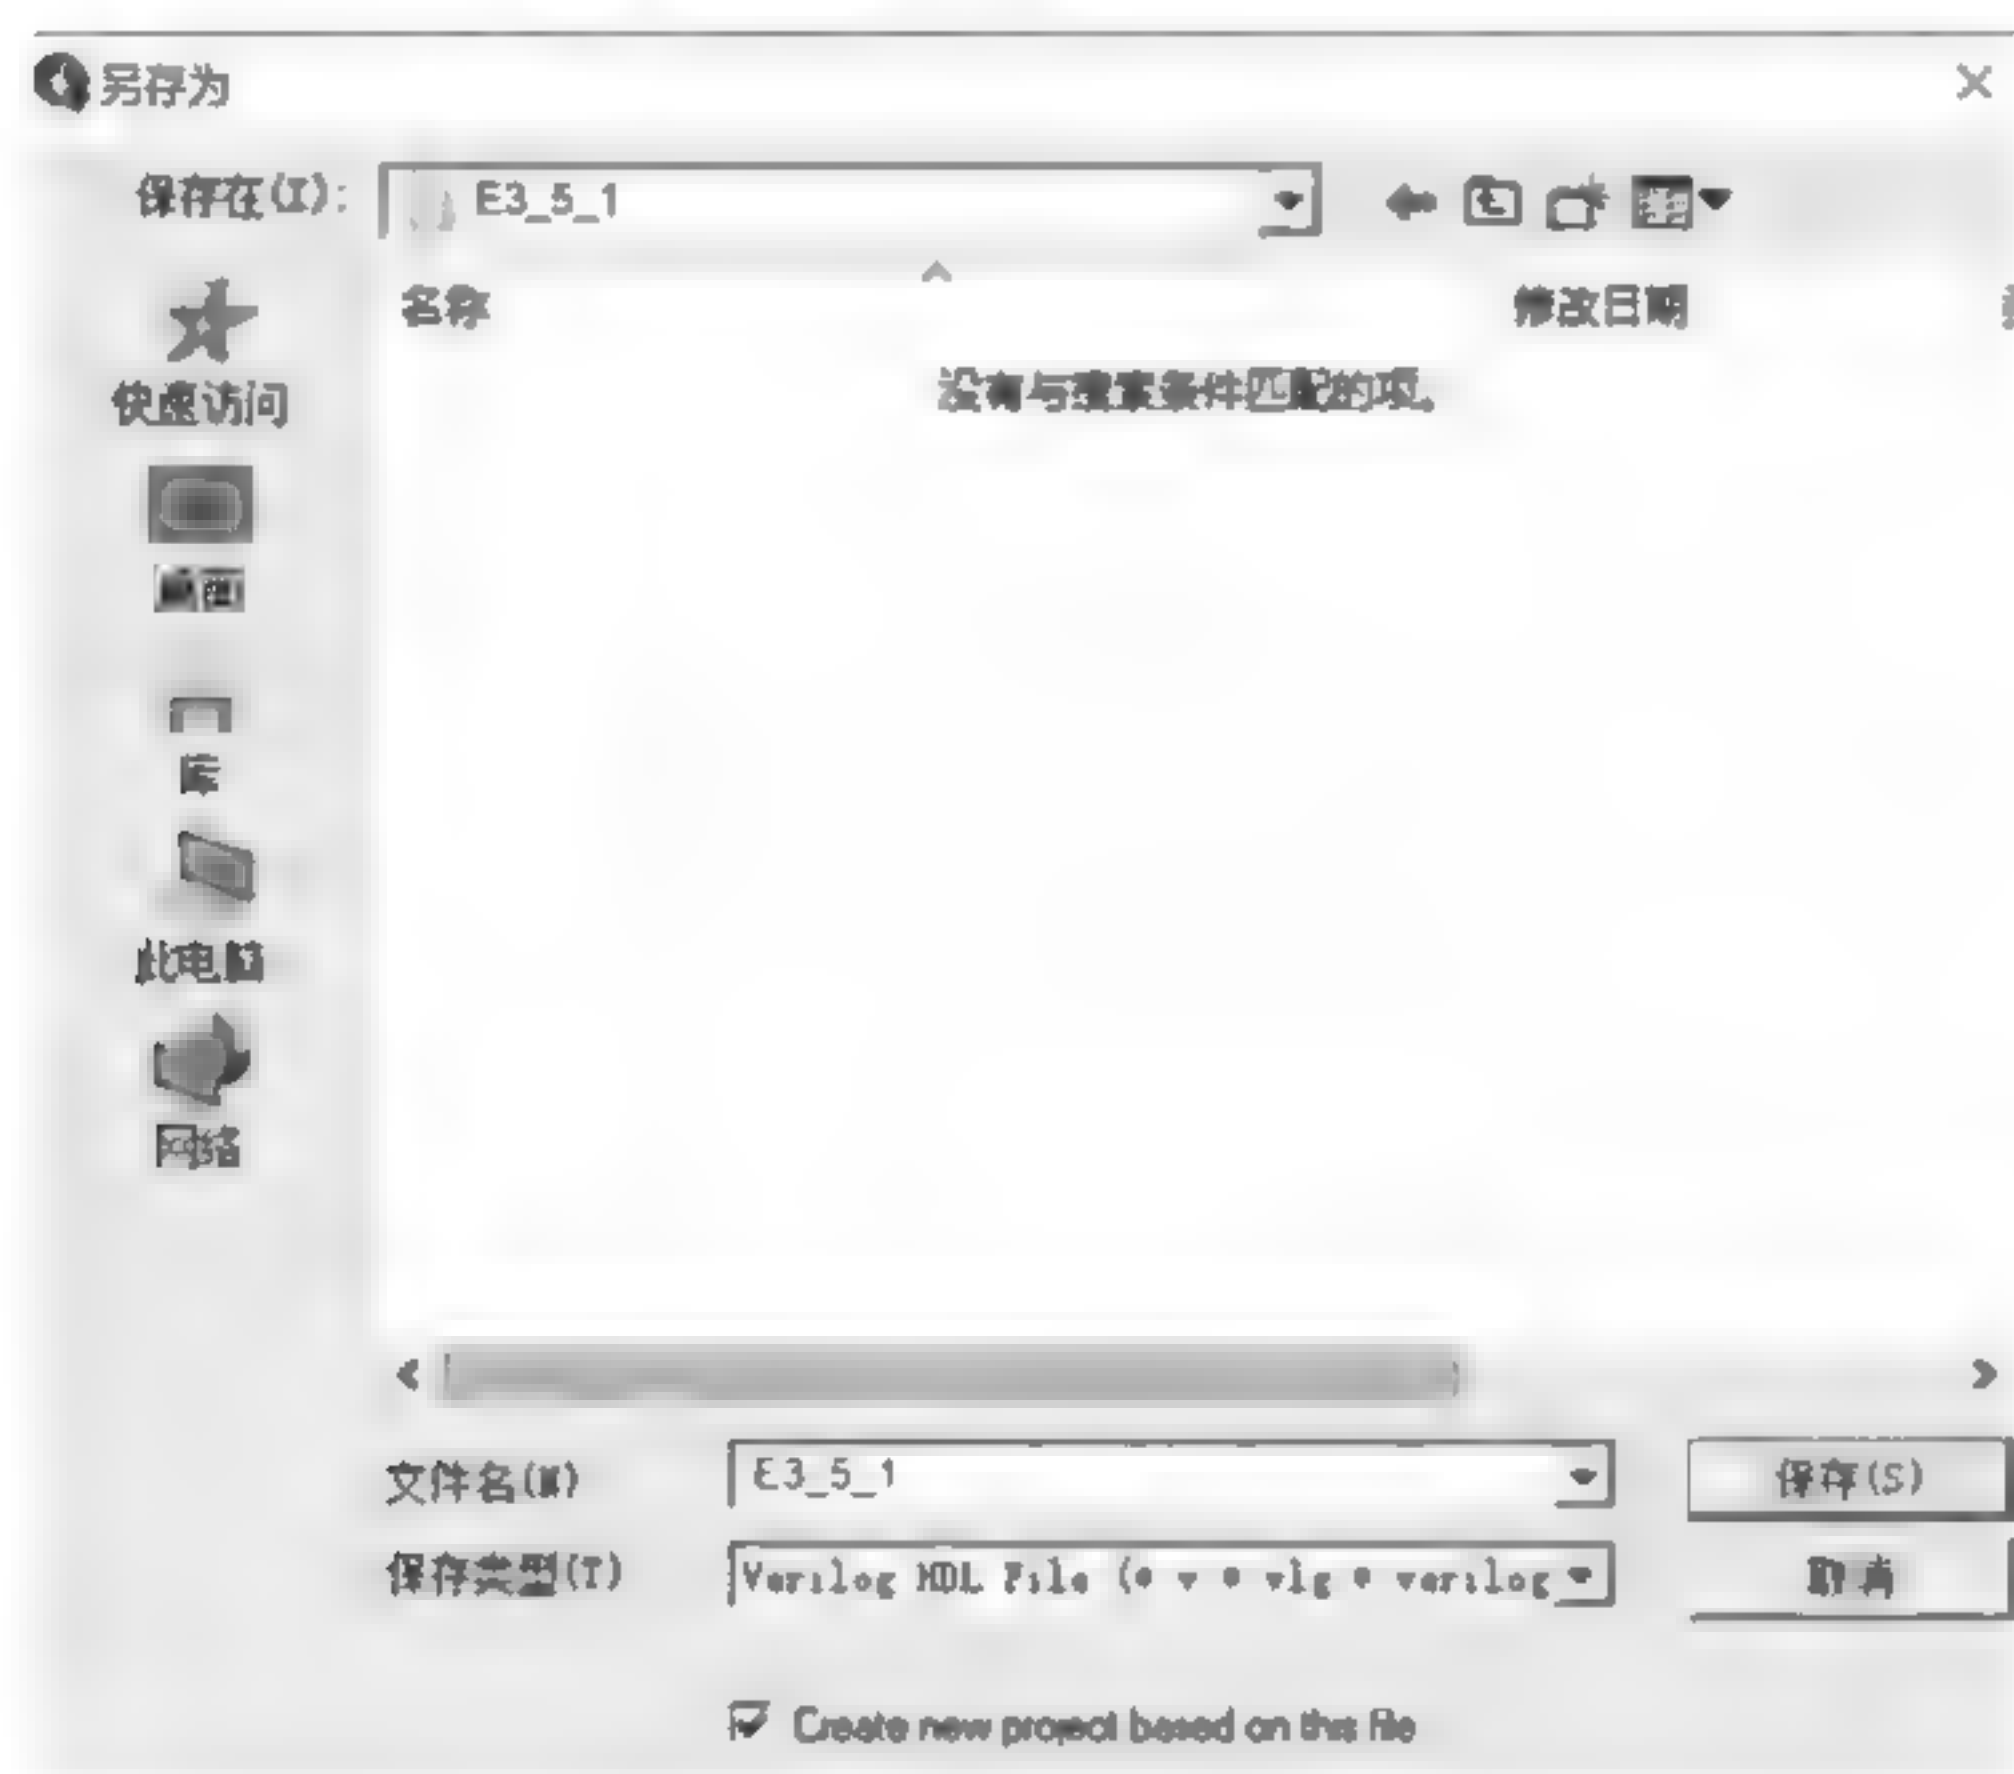 另存为
保存在(I):
E3_5_1
名称
修改日期
没有与搜索条件匹配的项。
快速访问
库
此电脑
网络
文件名(N)
E3_5_1
保存(S)
保存类型(T)
Verilog HDL File (* v * vlg * verilog
取消
Create new project based on this file